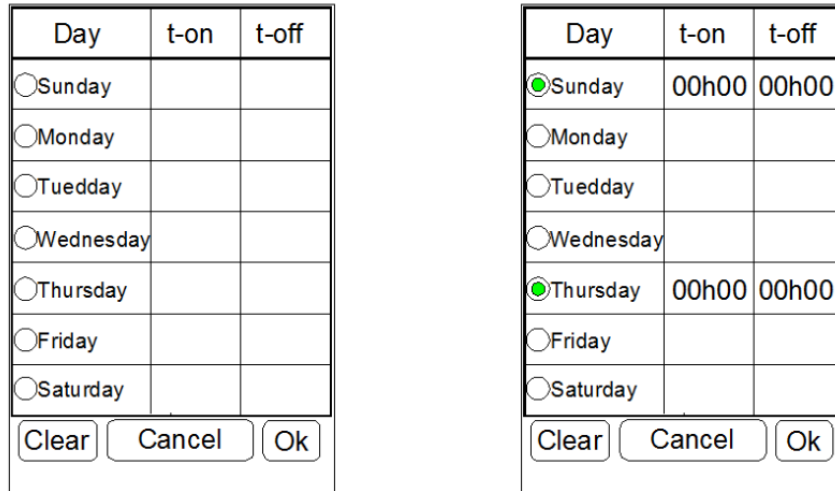 Day t-on t-off
Sunday
Monday
Tuedday
Wednesday
Thursday
Friday
Saturday
Clear Cancel Ok
Day t-on t-off
Sunday 00h00 00h00
Monday
Tuedday
Wednesday
Thursday 00h00 00h00
Friday
Saturday
Clear Cancel Ok